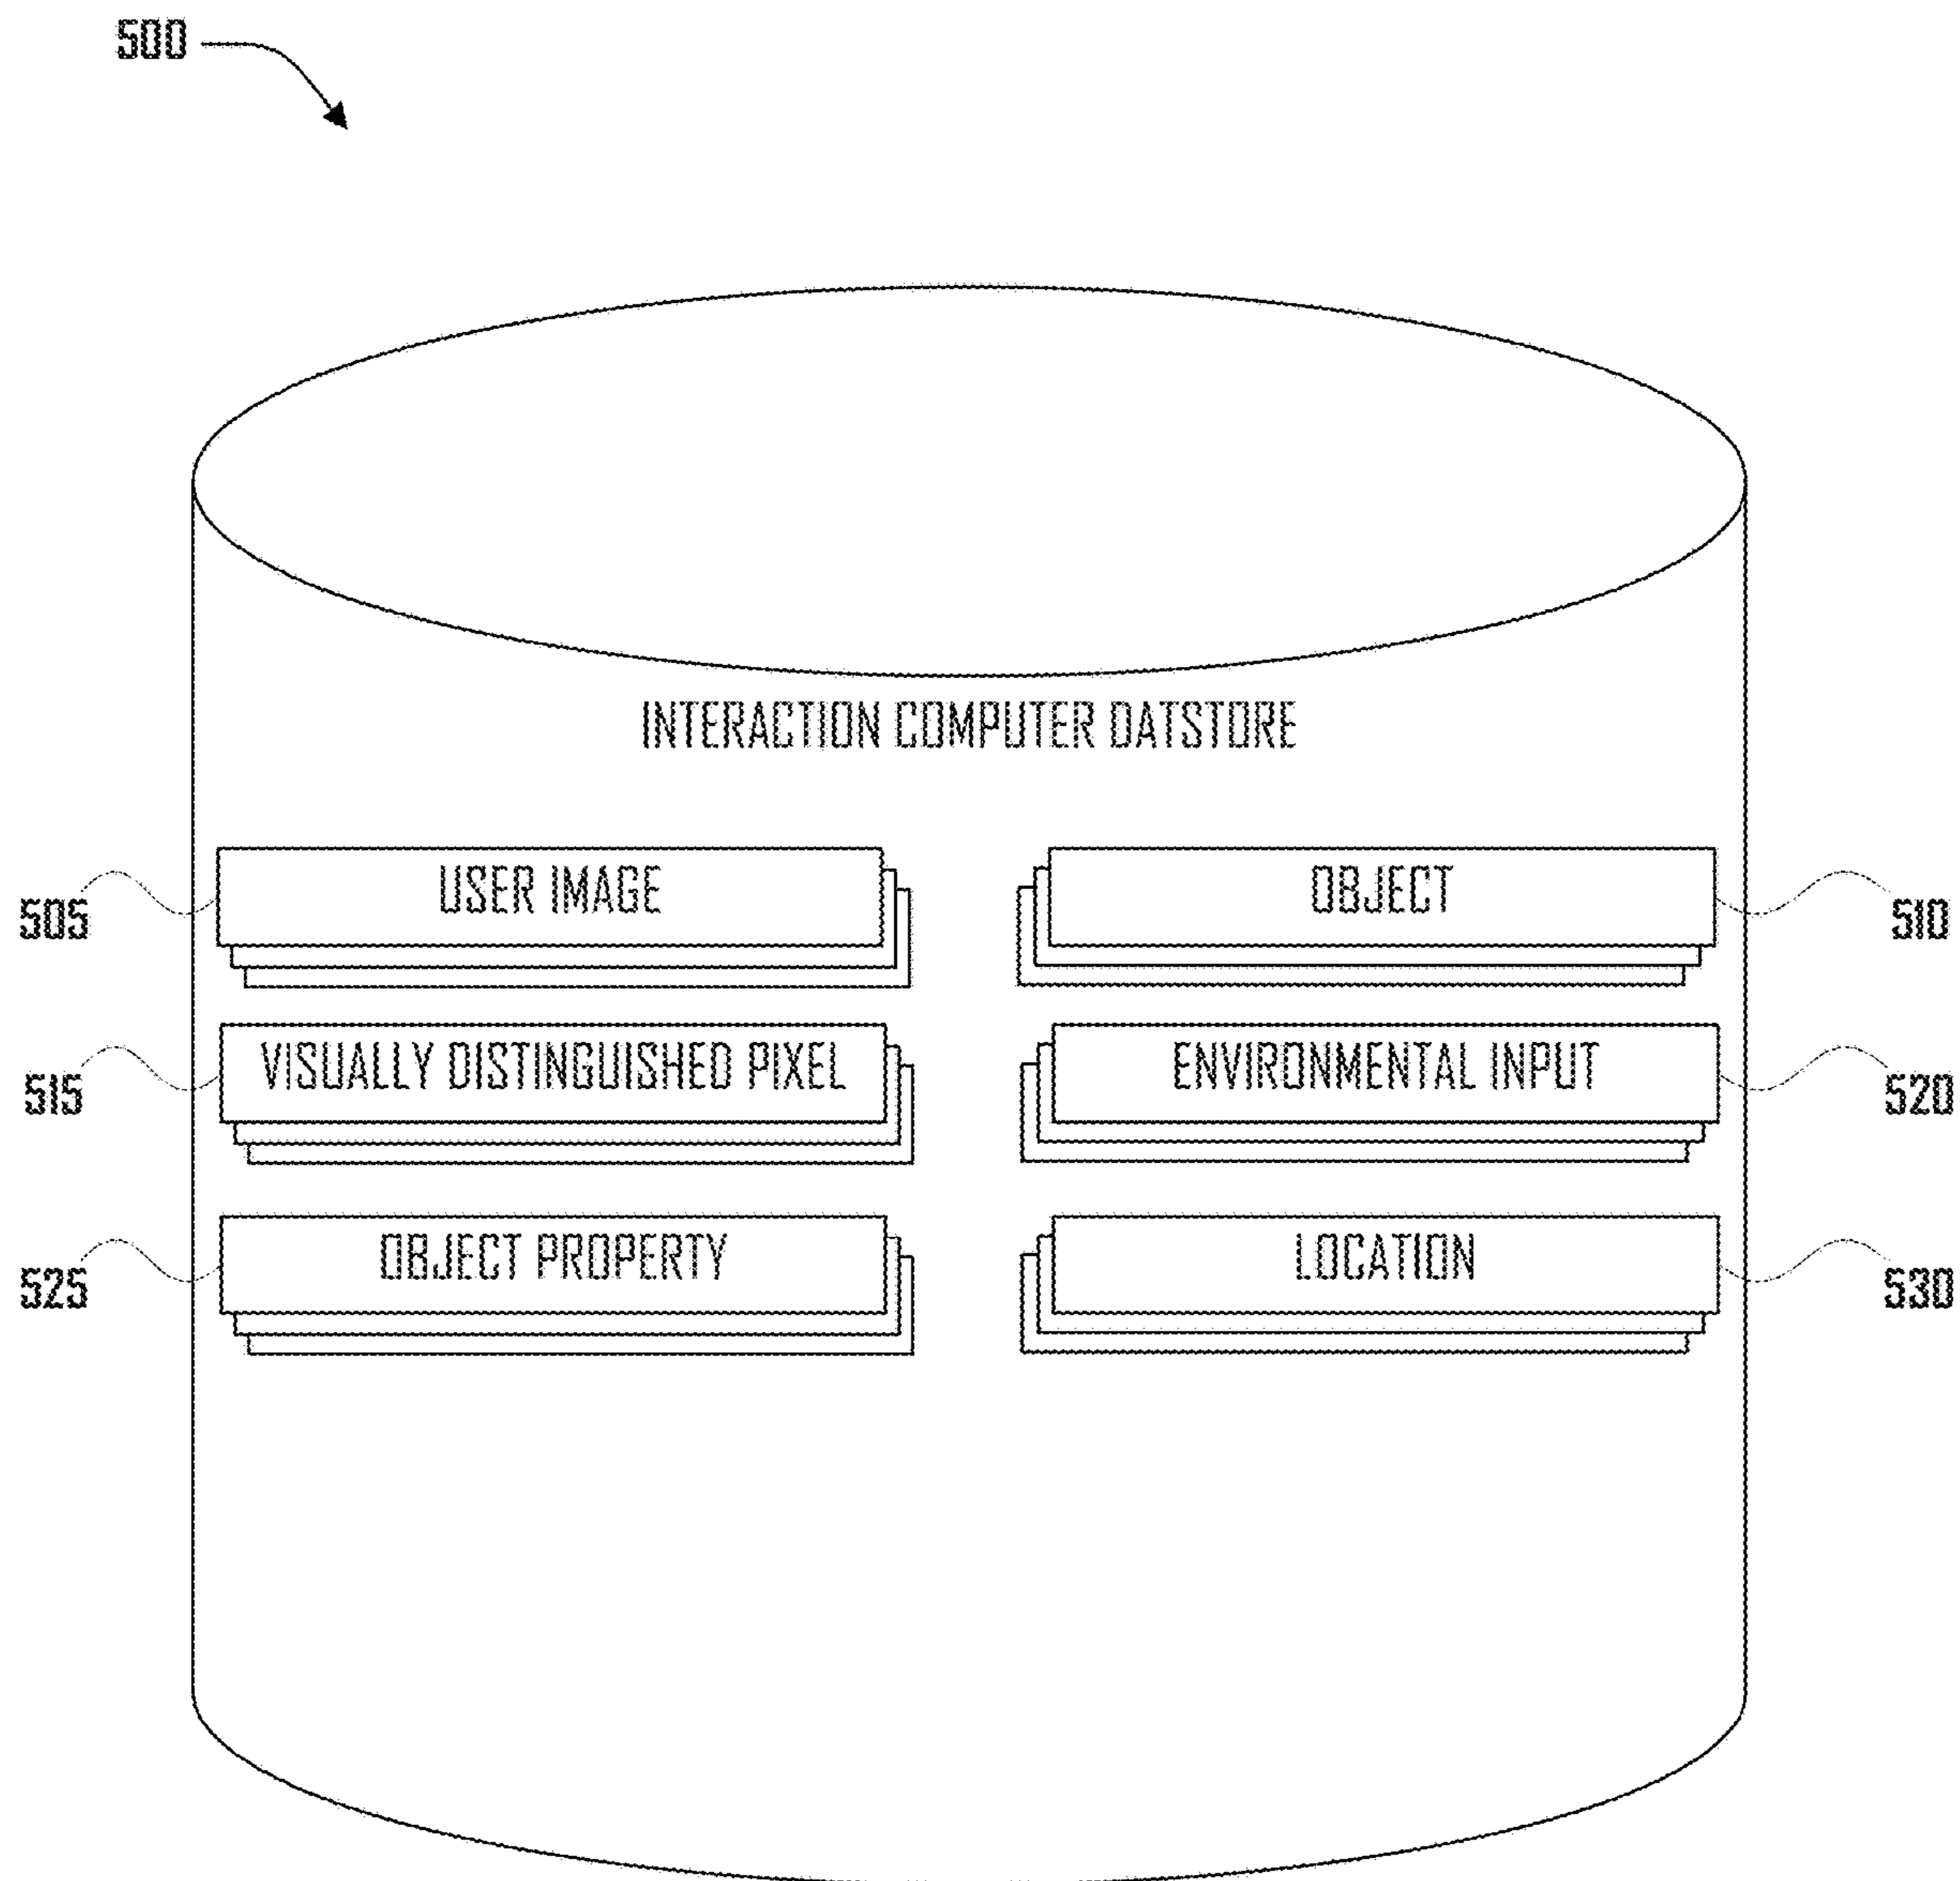 500
INTERACTION COMPUTER DATSTORE
505
USER IMAGE
OBJECT
510
515
VISUALLY DISTINGUISHED PIXEL
ENVIRONMENTAL INPUT
520
525
OBJECT PROPERTY
LOCATION
530